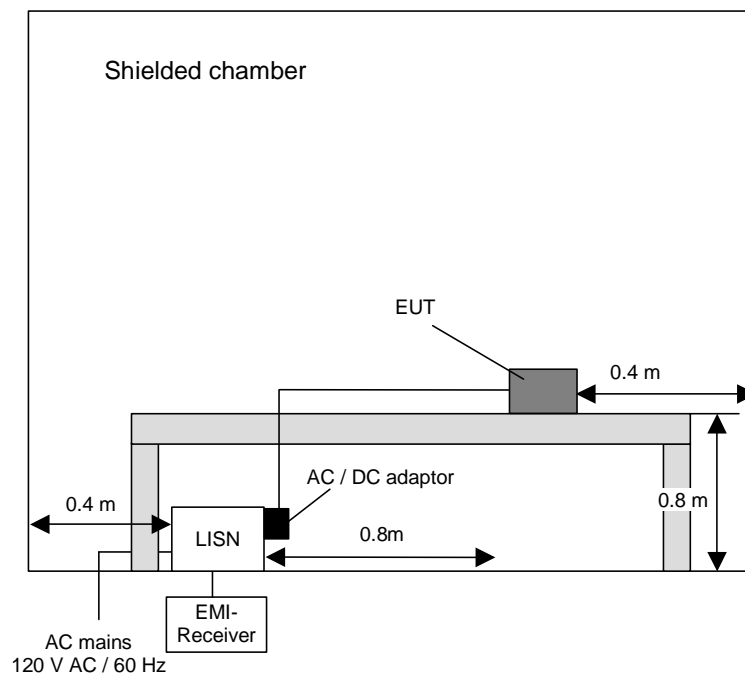 Shielded chamber
EUT
0.4 m
AC / DC adaptor
0.4 m
0.8 m
LISN
0.8m
EMI-
Receiver
AC mains
120 V AC / 60 Hz